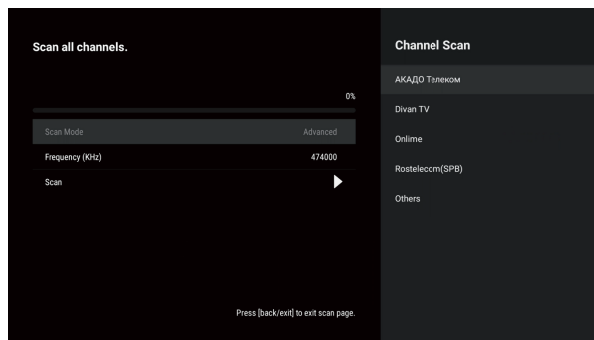 Scan all channels.
0%
Scan Mode Advanced
Frequency (KHz) 474000
Scan
Press [back/exit] to exit scan page.
Channel Scan
АКАДО Телеком
Divan TV
Onlime
Rosteleccm(SPB)
Others